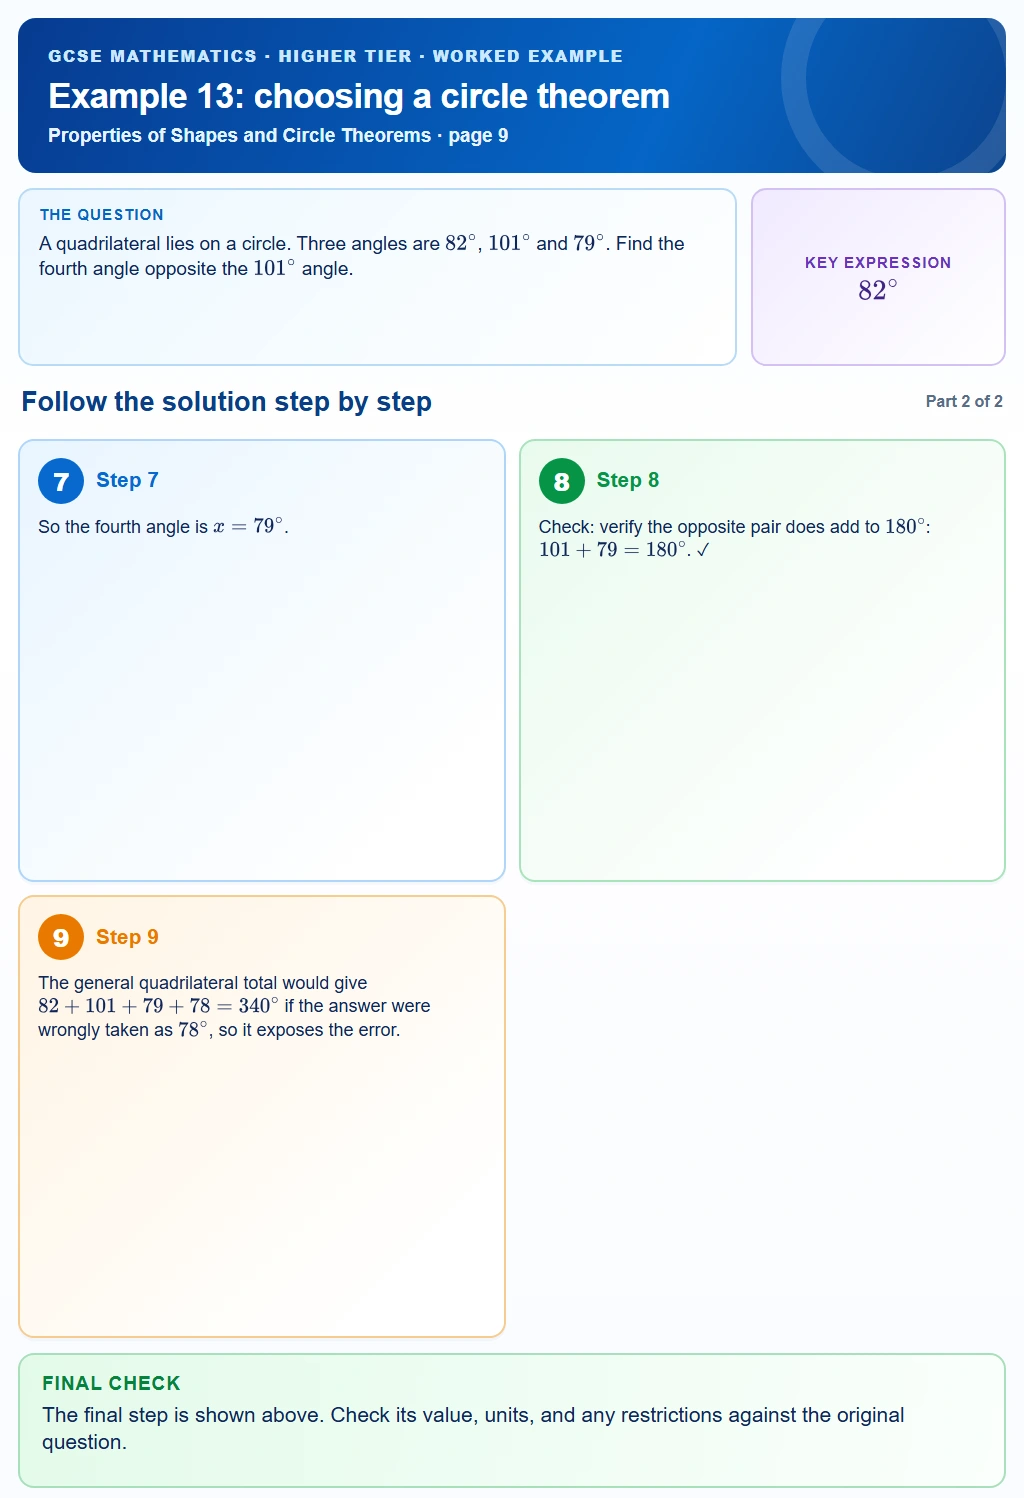 GCSE MATHEMATICS · HIGHER TIER · WORKED EXAMPLE
Example 13: choosing a circle theorem
Properties of Shapes and Circle Theorems · page 9
THE QUESTION
A quadrilateral lies on a circle. Three angles are 82°, 101° and 79°. Find the
fourth angle opposite the 101° angle.
KEY EXPRESSION
82°
Follow the solution step by step
Part 2 of 2
7 Step 7
So the fourth angle is x = 79°.
8 Step 8
Check: verify the opposite pair does add to 180°:
101 + 79 = 180°. ✓
9 Step 9
The general quadrilateral total would give
82 + 101 + 79 + 78 = 340° if the answer were
wrongly taken as 78°, so it exposes the error.
FINAL CHECK
The final step is shown above. Check its value, units, and any restrictions against the original
question.